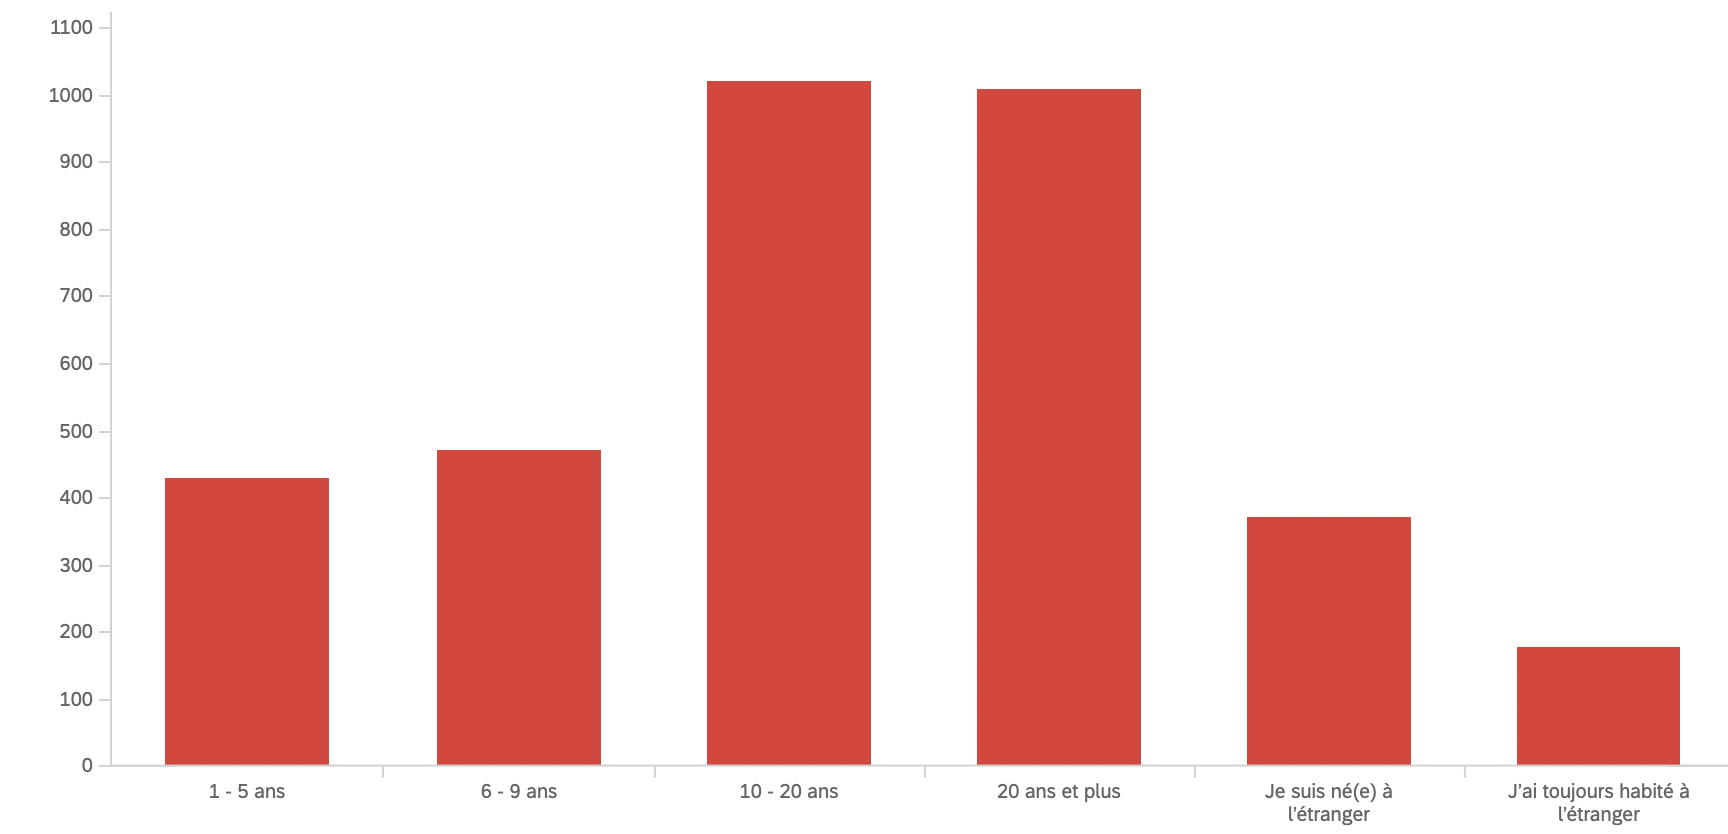 1100
1000
900
800
700
600
500
400
300
200
100
0
1 - 5 ans
6 - 9 ans
10 - 20 ans
20 ans et plus
Je suis né(e) à
l’étranger
J’ai toujours habité à
l’étranger